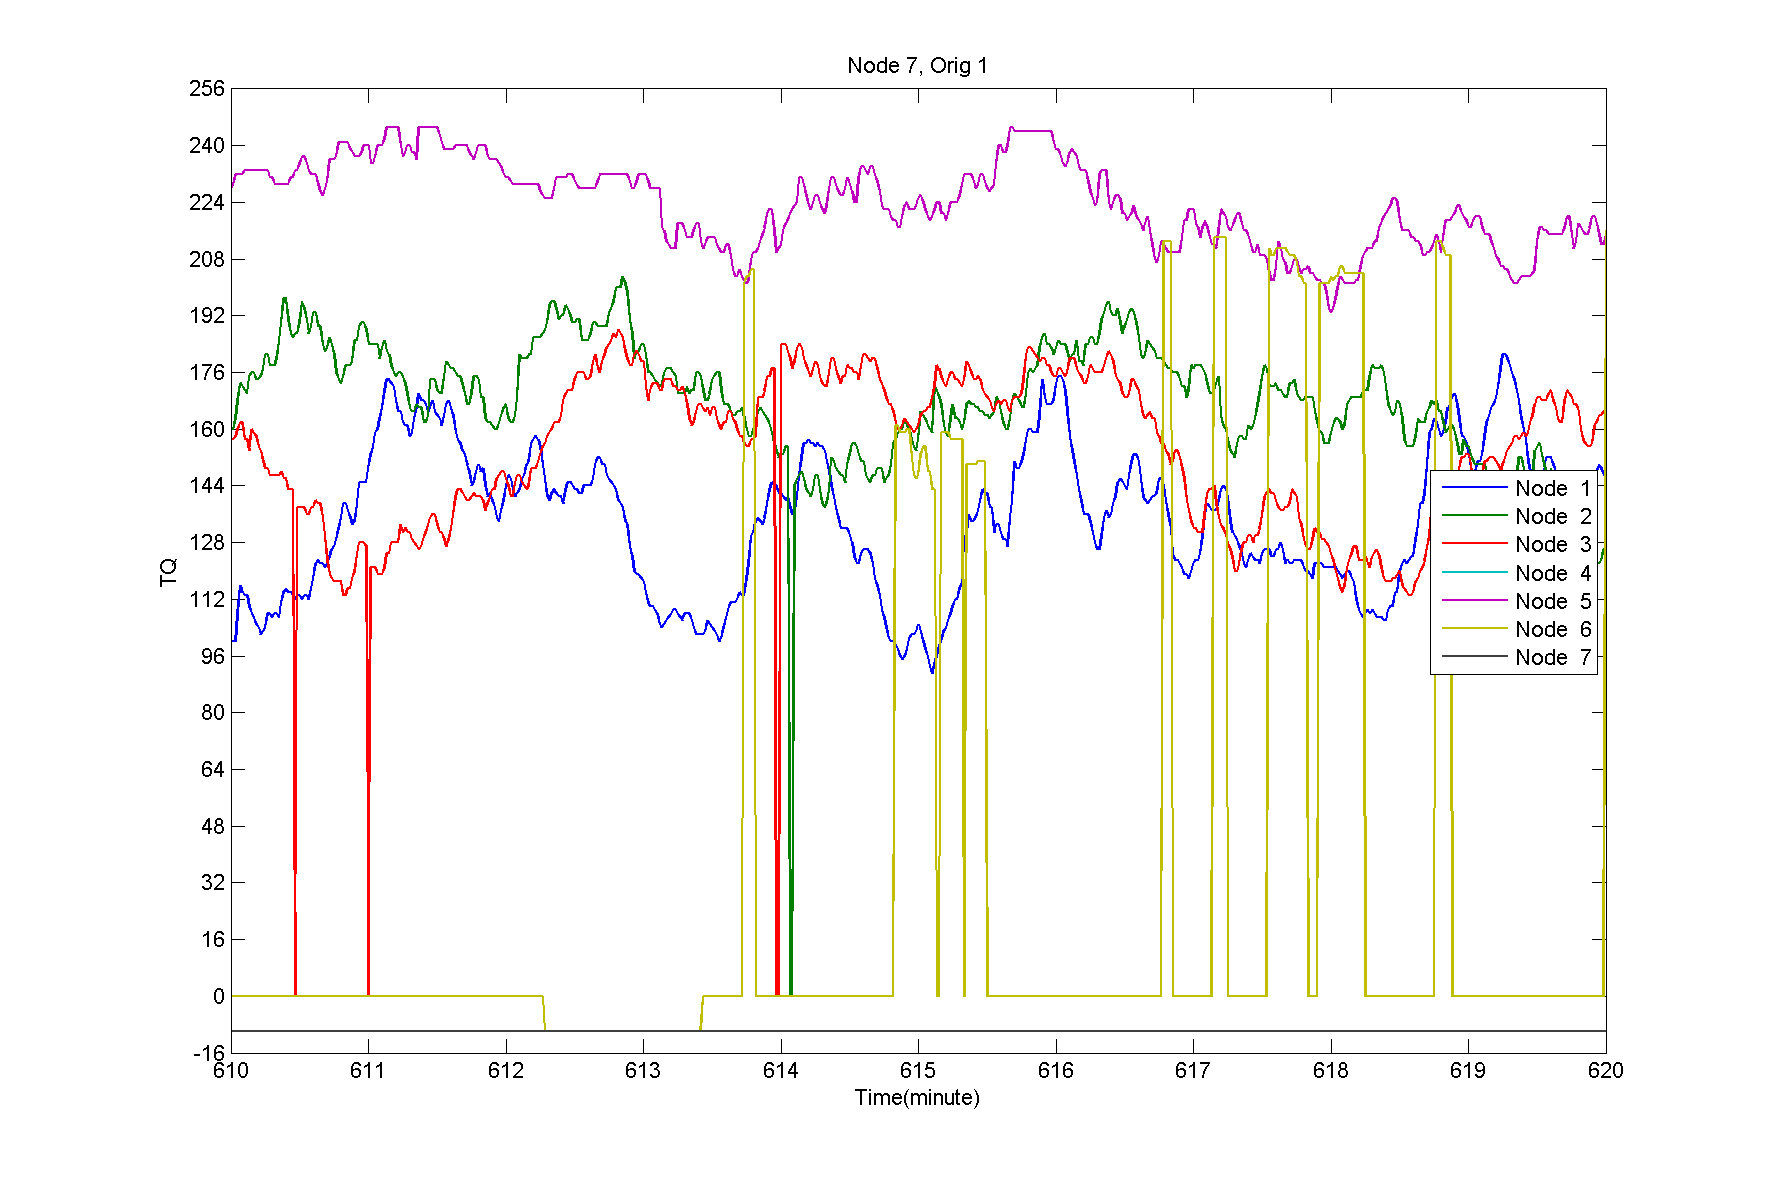 Node 7, Orig 1
256
240
224
208
192
176
160
144
128
112
96
80
64
48
32
16
0
-16
TQ
Node 1
Node 2
Node 3
Node 4
Node 5
Node 6
Node 7
610 611 612 613 614 615 616 617 618 619 620
Time(minute)